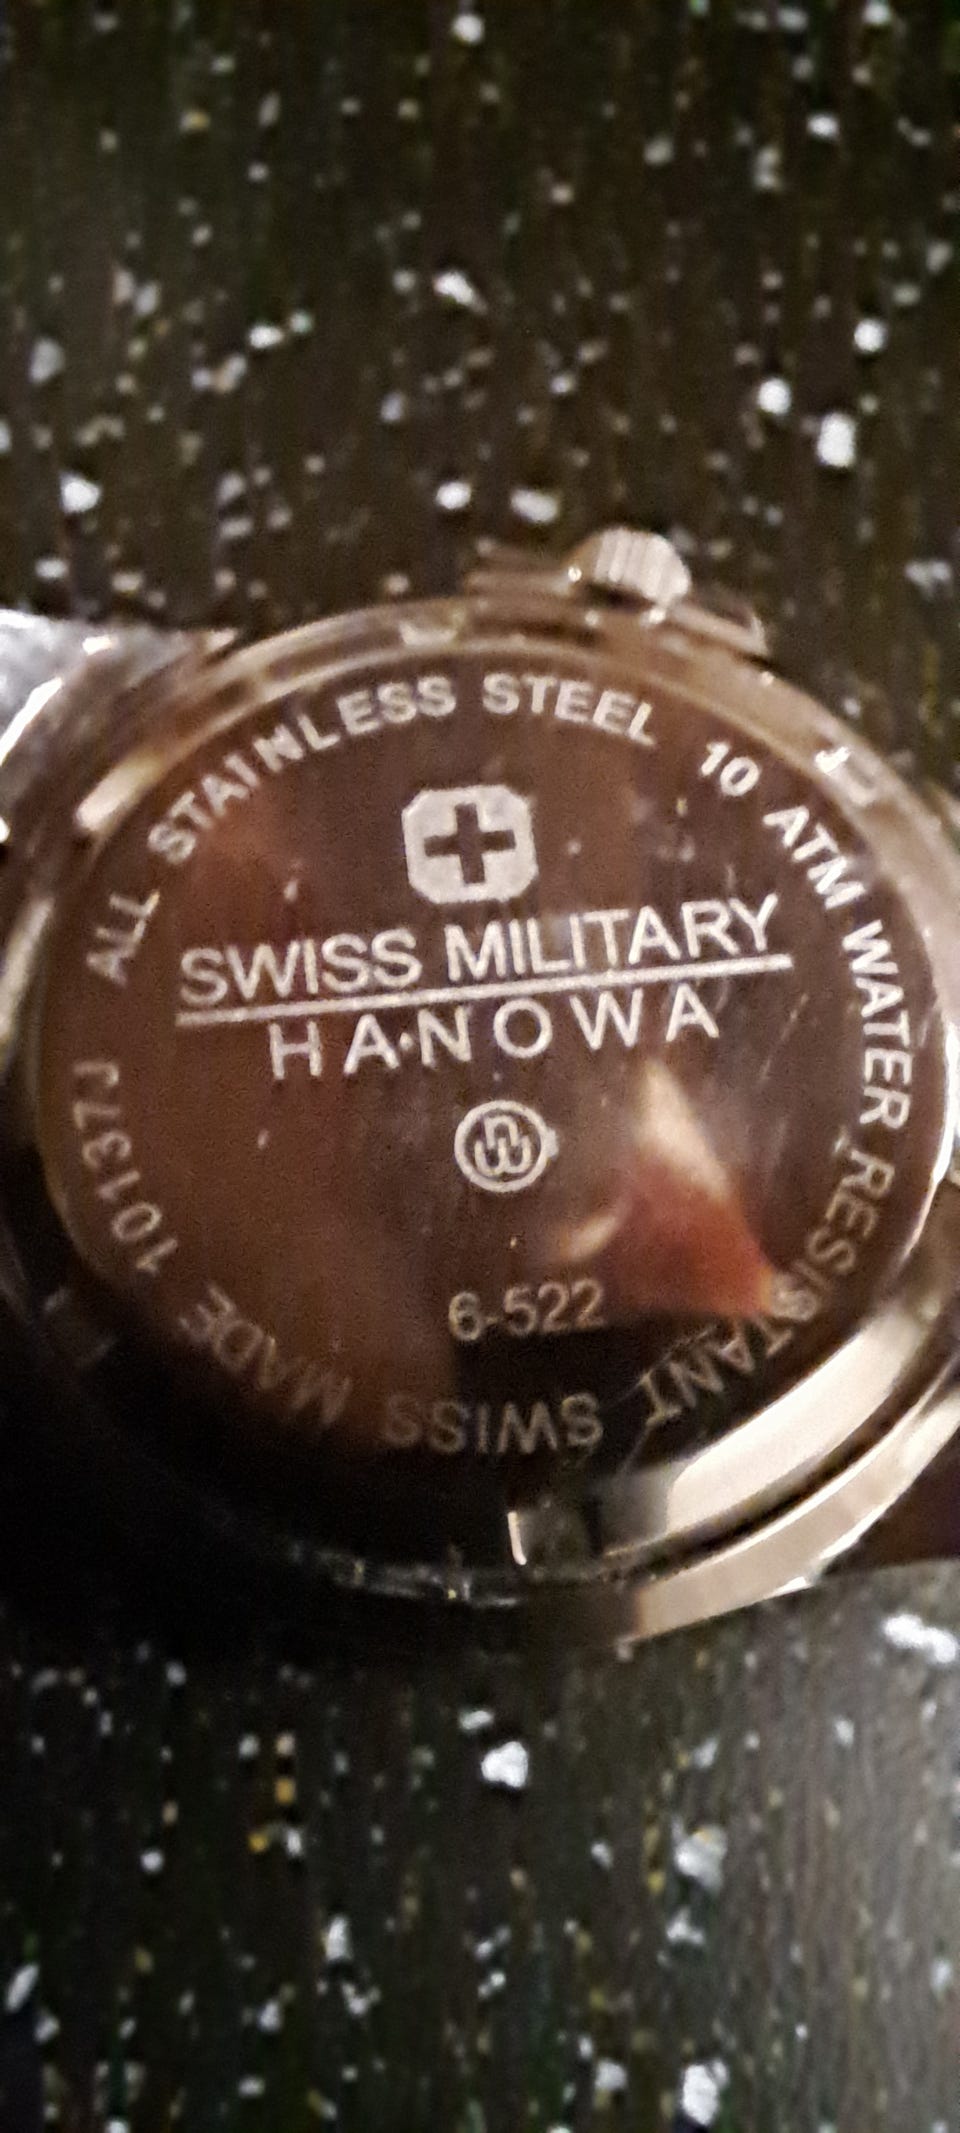 ALL STAINLESS STEEL 10 ATM WATER RESISTANT SWISS MADE 10137J
SWISS MILITARY
HA·NOWA
6-522